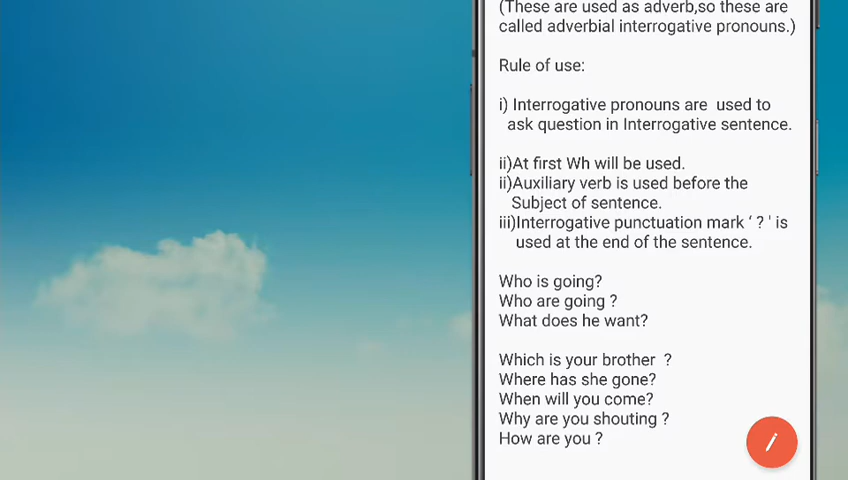 (These are used as adverb,so these are
called adverbial interrogative pronouns.)
Rule of use:
i) Interrogative pronouns are used to
ask question in Interrogative sentence.
ii)At first Wh will be used.
ii)Auxiliary verb is used before the
Subject of sentence.
iii)Interrogative punctuation mark ‘ ? ’ is
used at the end of the sentence.
Who is going?
Who are going ?
What does he want?
Which is your brother ?
Where has she gone?
When will you come?
Why are you shouting ?
How are you ?